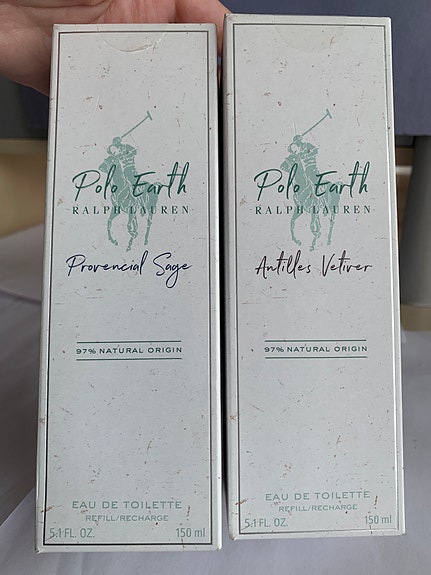 Polo Earth
RALPH LAUREN
Provencial Sage
97% NATURAL ORIGIN
EAU DE TOILETTE
REFILL/RECHARGE
5.1 FL. OZ. 150 ml
Polo Earth
RALPH LAUREN
Antilles Vetiver
97% NATURAL ORIGIN
EAU DE TOILETTE
REFILL/RECHARGE
5.1 FL. OZ. 150 ml